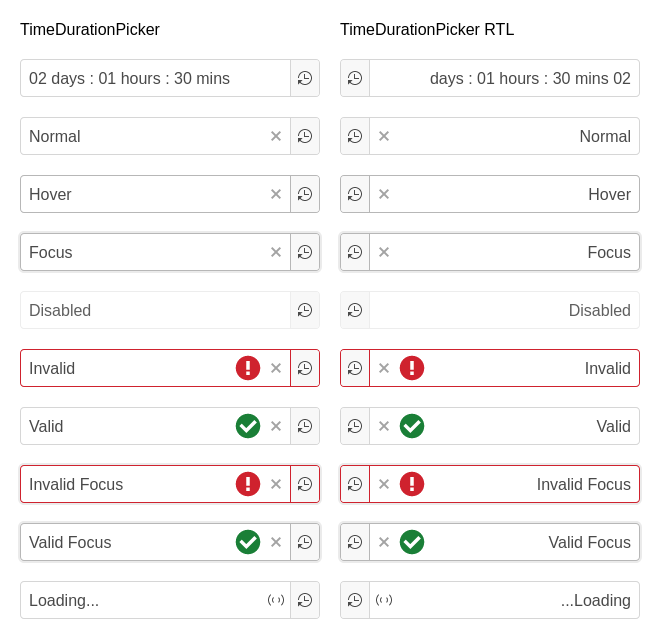 TimeDurationPicker
TimeDurationPicker RTL
02 days : 01 hours : 30 mins
days : 01 hours : 30 mins 02
Normal
Normal
Hover
Hover
Focus
Focus
Disabled
Disabled
Invalid
Invalid
Valid
Valid
Invalid Focus
Invalid Focus
Valid Focus
Valid Focus
Loading...
...Loading